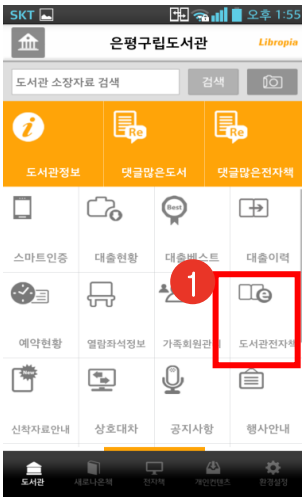 SKT 오후 1:55
은평구립도서관 Libropia
도서관 소장자료 검색 검색
Re Re
도서관정보 댓글많은도서 댓글많은전자책
Best
스마트인증 대출현황 대출베스트 대출이력
1
e
예약현황 열람좌석정보 가족회원관리 도서관전자책
신착자료안내 상호대차 공지사항 행사안내
도서관 새로나온책 전자책 개인컨텐츠 환경설정